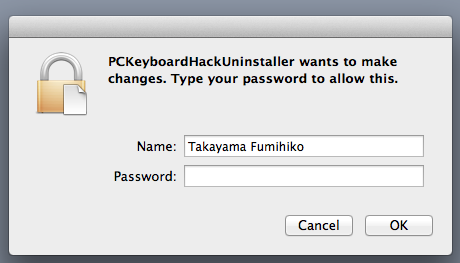 PCKeyboardHackUninstaller wants to make
changes. Type your password to allow this.
Name: Takayama Fumihiko
Password:
Cancel OK